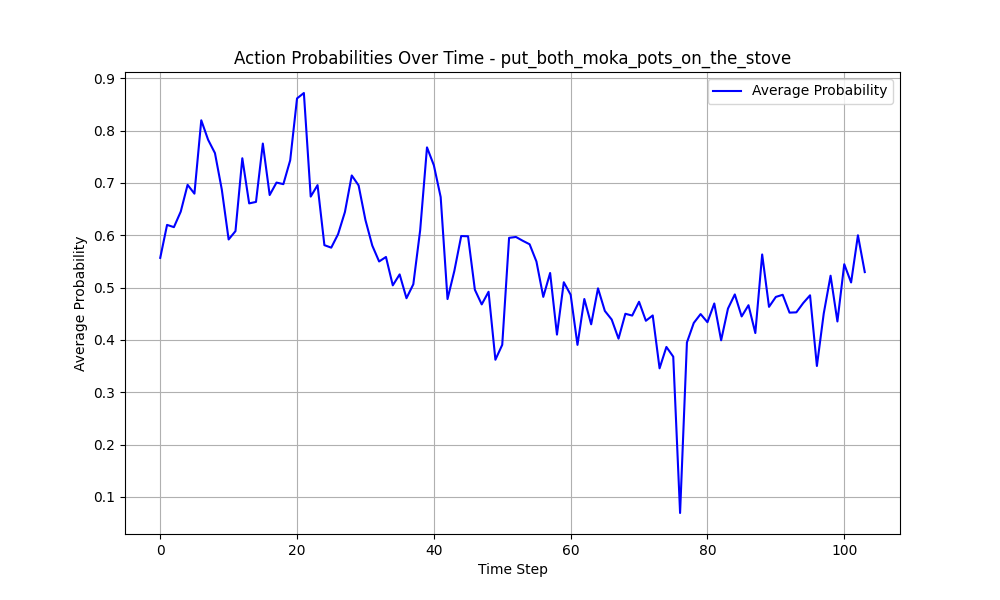 Action Probabilities Over Time - put_both_moka_pots_on_the_stove
Average Probability
0.9
0.8
0.7
0.6
0.5
0.4
0.3
0.2
0.1
Average Probability
0 20 40 60 80 100
Time Step